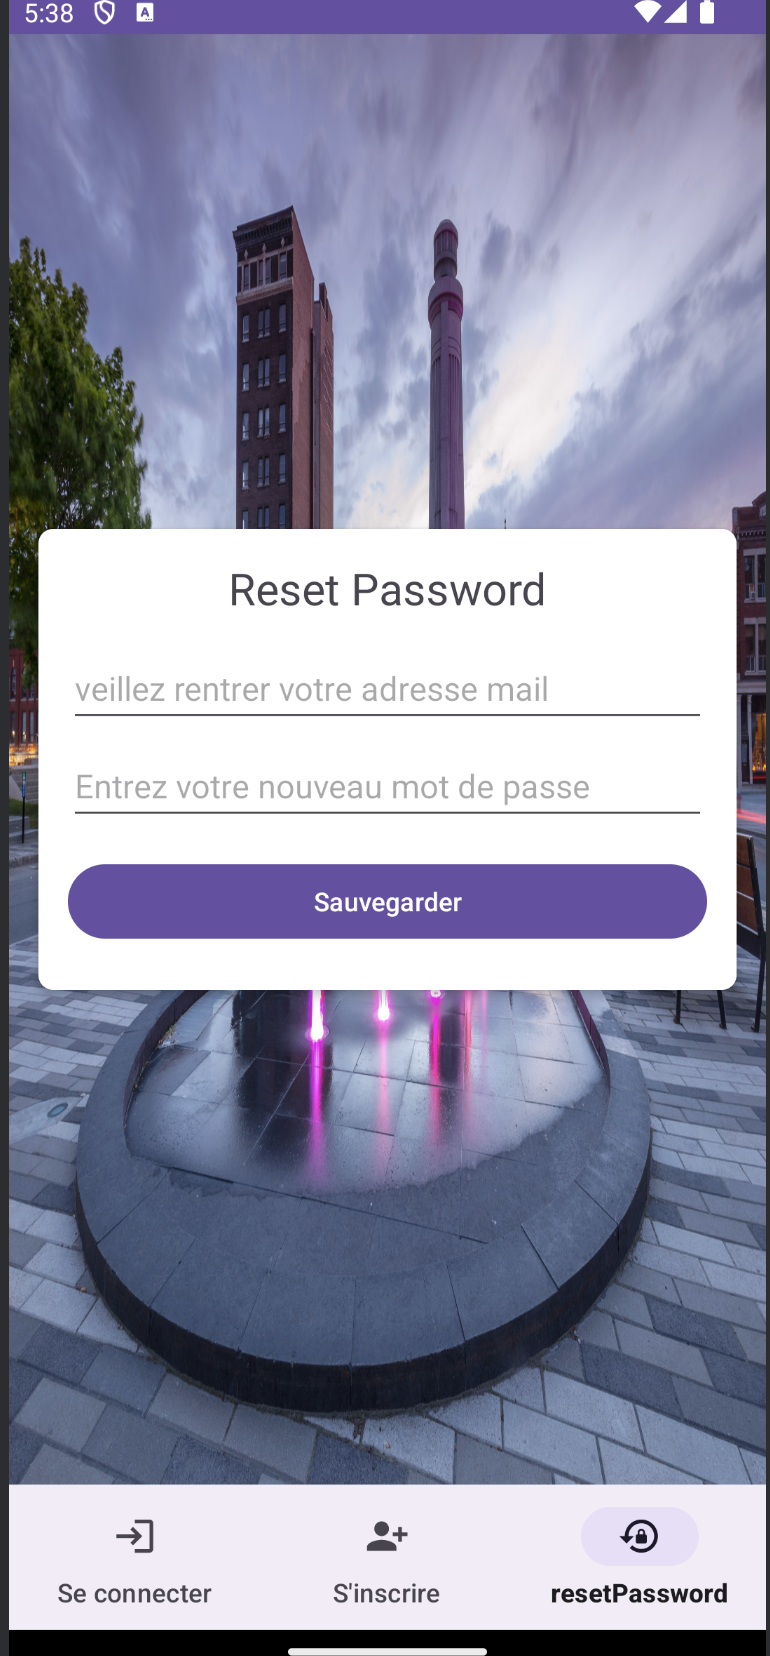 5:38
A
Reset Password
veillez rentrer votre adresse mail
Entrez votre nouveau mot de passe
Sauvegarder
Se connecter
S'inscrire
resetPassword